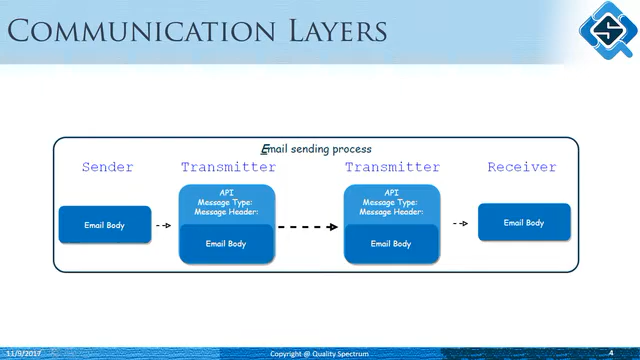 COMMUNICATION LAYERS
S
Email sending process
Sender Transmitter Transmitter Receiver
API
Message Type:
Message Header:
Email Body
API
Message Type:
Message Header:
Email Body
Email Body
Email Body
11/9/2017 Copyright @ Quality Spectrum 4